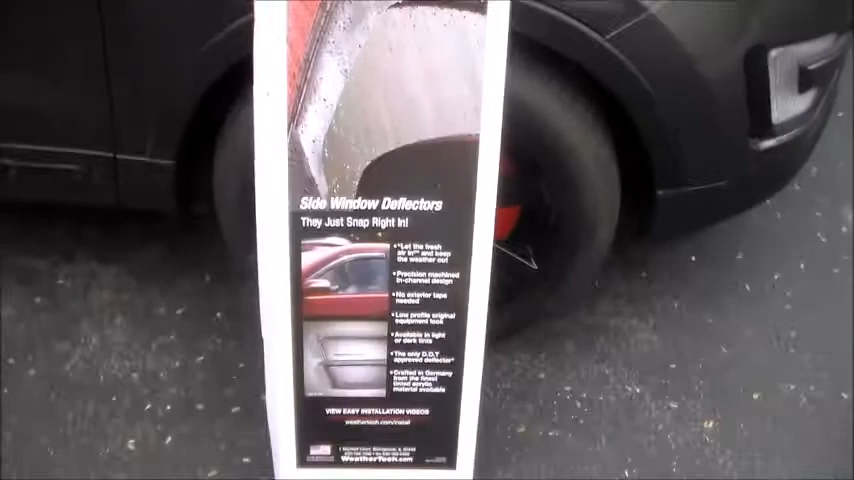 Side Window Deflectors
They Just Snap Right In!
• "Let the fresh
air in"™ and keep
the weather out
• Precision machined
in-channel design
• No exterior tape
needed
• Low profile original
equipment look
• Available in light
or dark tints
• The only D.O.T
approved deflector*
• Crafted in Germany
from the finest
tinted acrylic
material available
VIEW EASY INSTALLATION VIDEOS
weathertech.com/install
WeatherTech.com